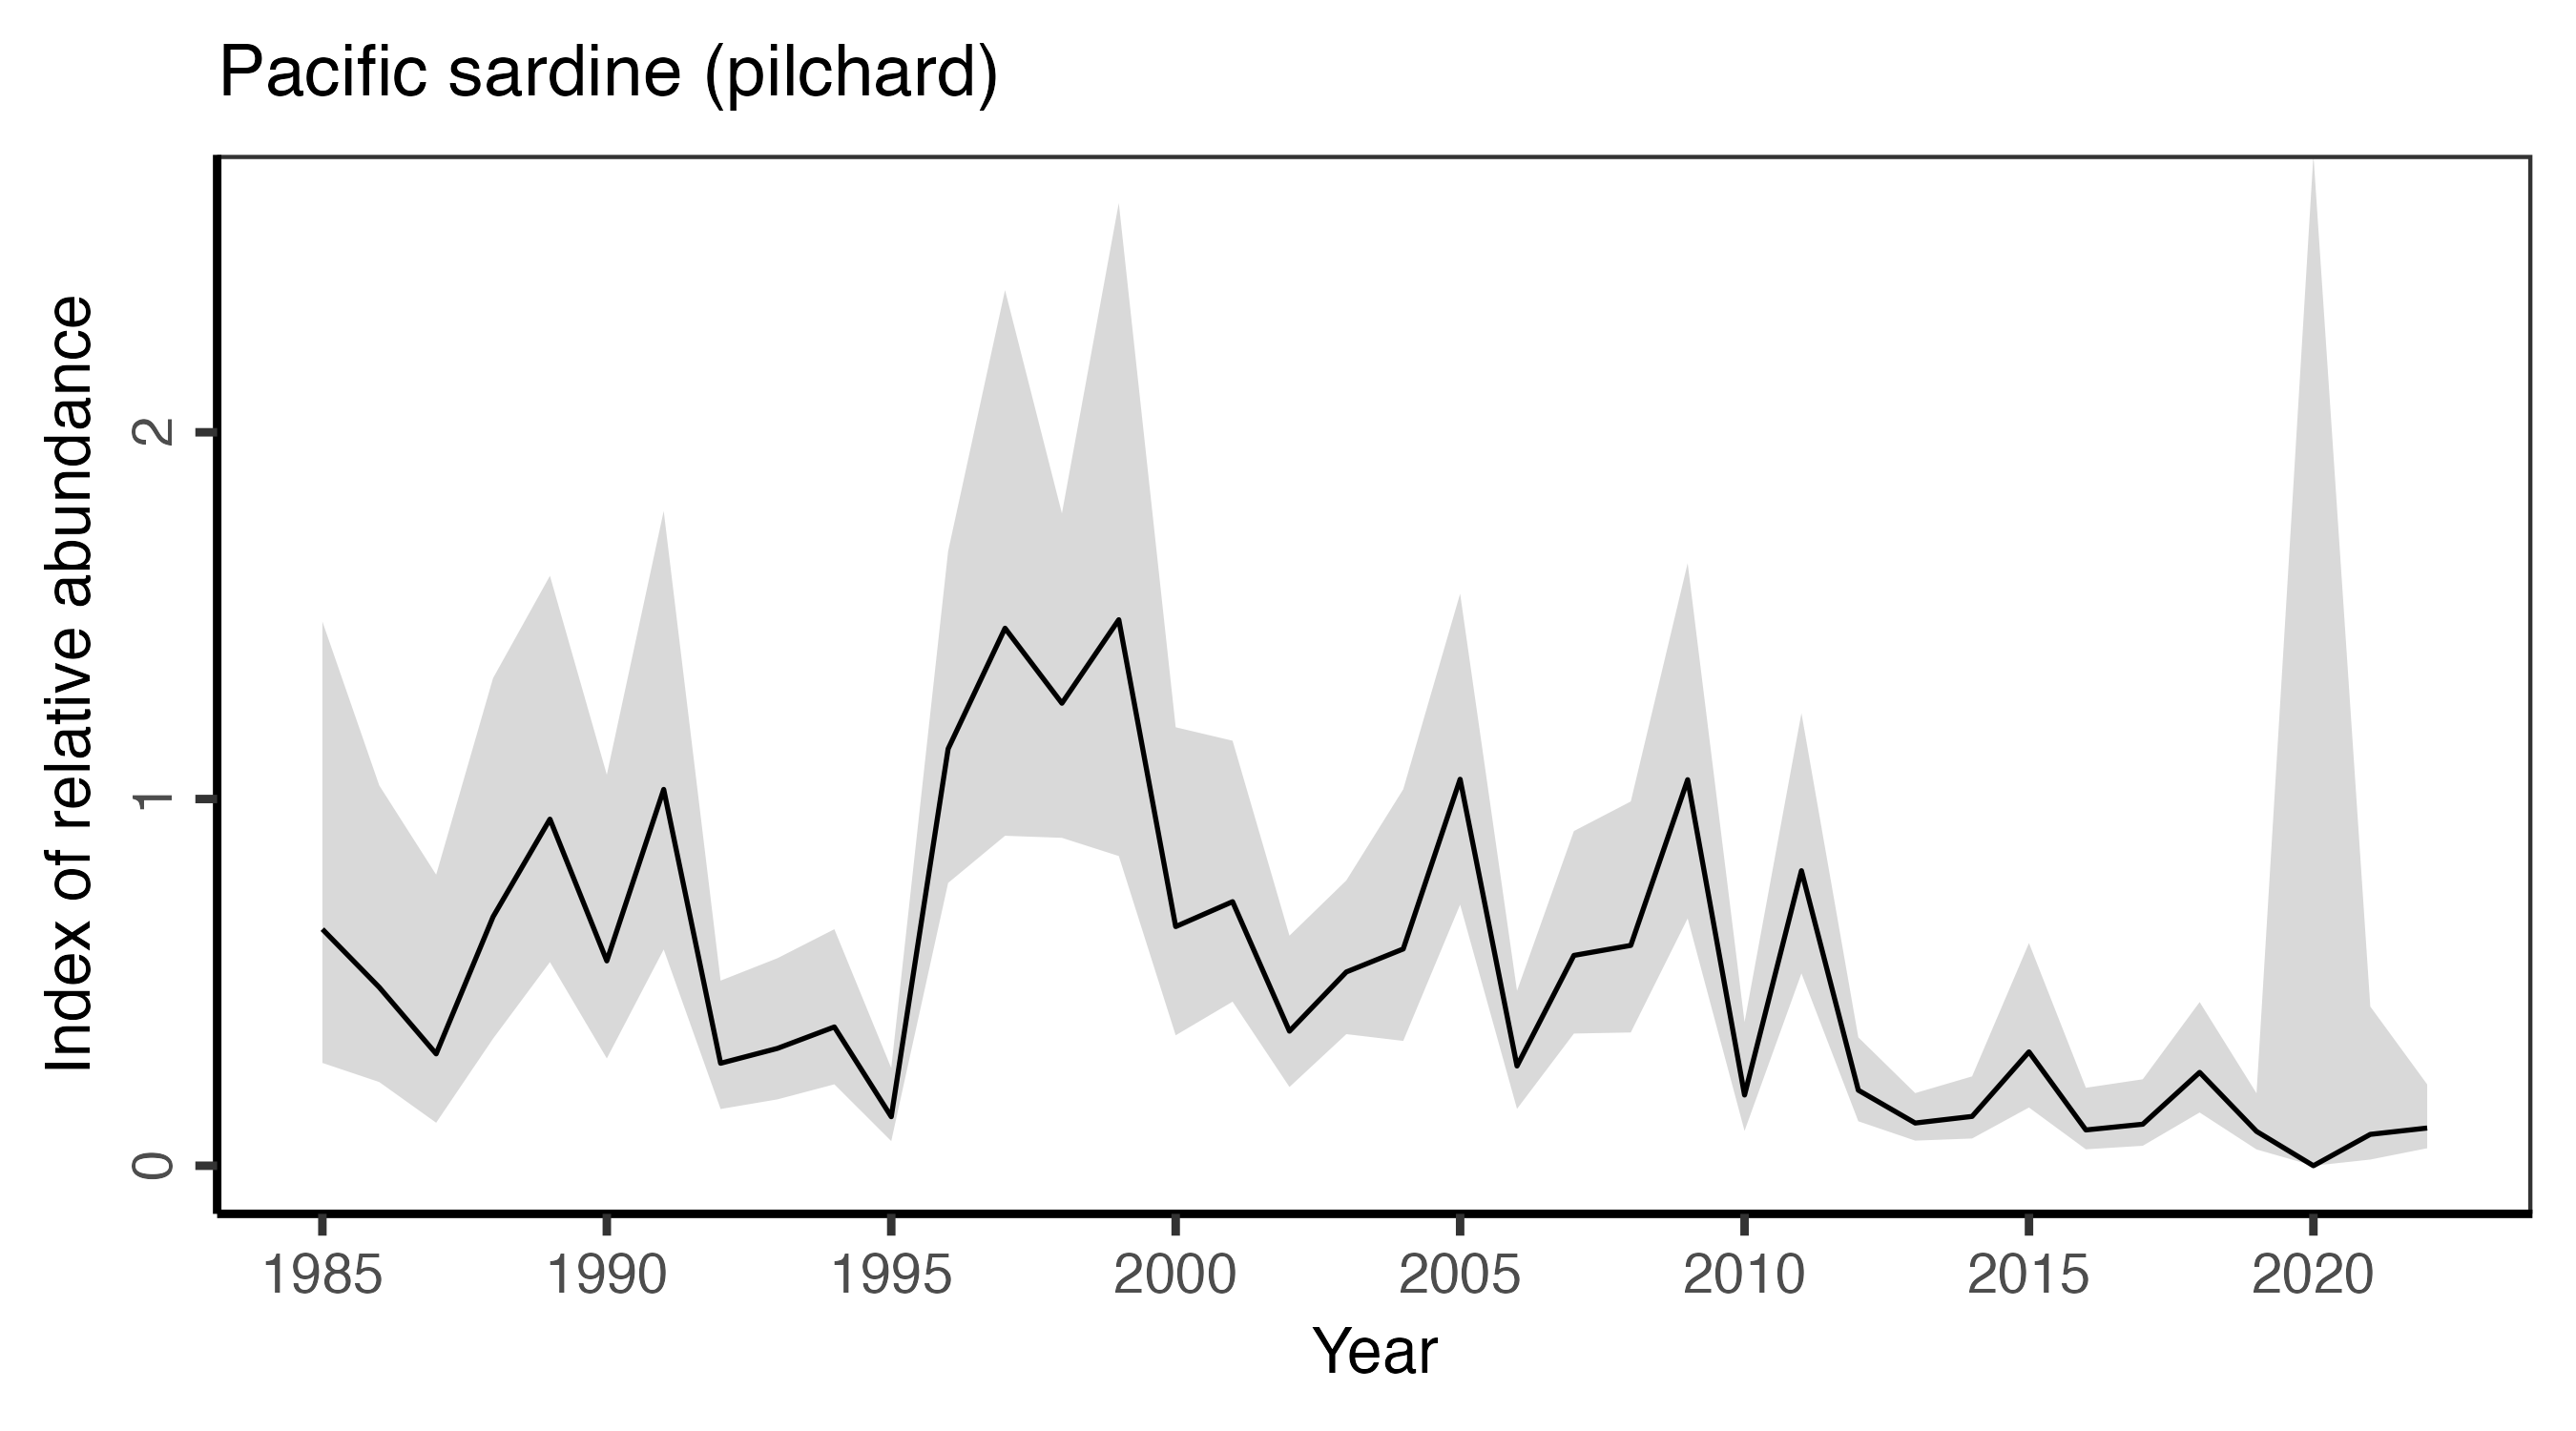 Pacific sardine (pilchard)
Index of relative abundance
2
1
0
1985 1990 1995 2000 2005 2010 2015 2020
Year